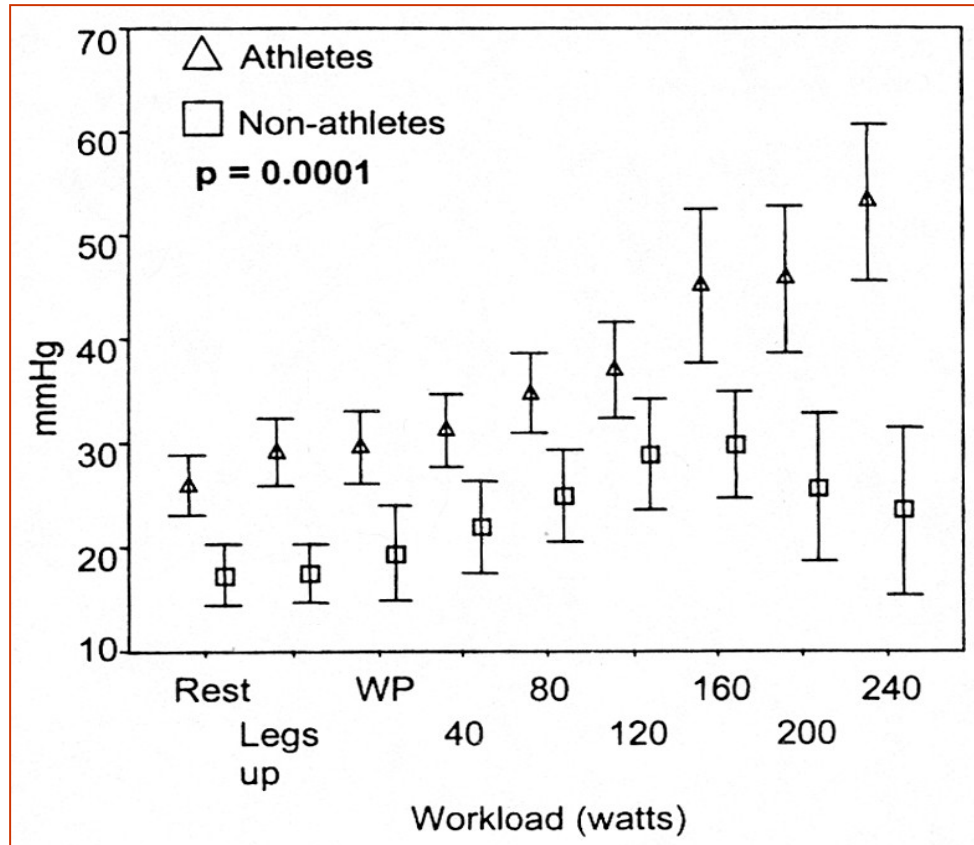 70
Athletes
Non-athletes
60
p = 0.0001
50
40
mmHg
30
20
10
Rest WP 80 160 240
Legs 40 120 200
up
Workload (watts)